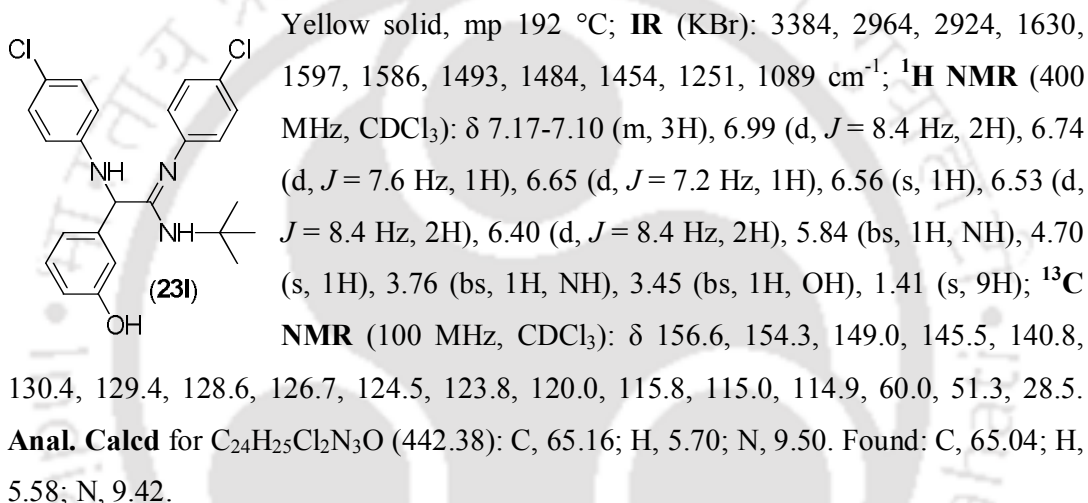 Yellow solid, mp 192 °C; IR (KBr): 3384, 2964, 2924, 1630,
1597, 1586, 1493, 1484, 1454, 1251, 1089 cm⁻¹; ¹H NMR (400
MHz, CDCl₃): δ 7.17-7.10 (m, 3H), 6.99 (d, J = 8.4 Hz, 2H), 6.74
(d, J = 7.6 Hz, 1H), 6.65 (d, J = 7.2 Hz, 1H), 6.56 (s, 1H), 6.53 (d,
J = 8.4 Hz, 2H), 6.40 (d, J = 8.4 Hz, 2H), 5.84 (bs, 1H, NH), 4.70
(s, 1H), 3.76 (bs, 1H, NH), 3.45 (bs, 1H, OH), 1.41 (s, 9H); ¹³C
NMR (100 MHz, CDCl₃): δ 156.6, 154.3, 149.0, 145.5, 140.8,
130.4, 129.4, 128.6, 126.7, 124.5, 123.8, 120.0, 115.8, 115.0, 114.9, 60.0, 51.3, 28.5.
Anal. Calcd for C₂₄H₂₅Cl₂N₃O (442.38): C, 65.16; H, 5.70; N, 9.50. Found: C, 65.04; H,
5.58; N, 9.42.
Cl
Cl
NH
N
NH
(23l)
OH